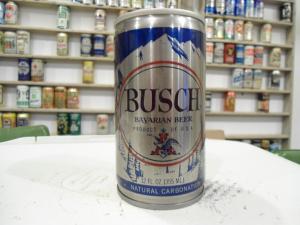 BUSCH
BAVARIAN BEER
PRODUCT OF U.S.A.
12 FL. OZ. (355 ML)
NATURAL CARBONATION